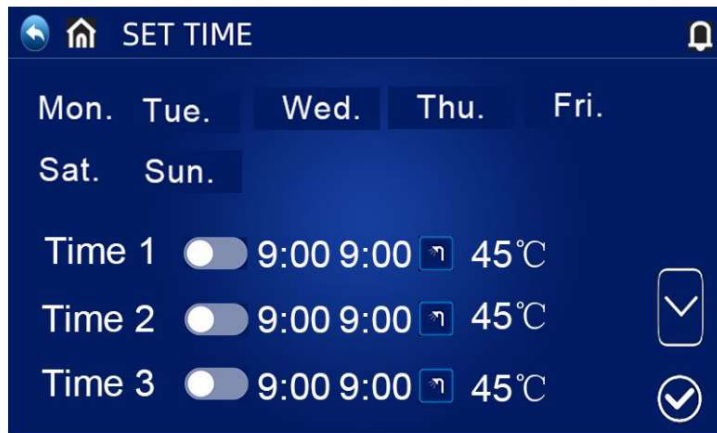 SET TIME
Mon. Tue. Wed. Thu. Fri.
Sat. Sun.
Time 1 9:00 9:00 45℃
Time 2 9:00 9:00 45℃
Time 3 9:00 9:00 45℃